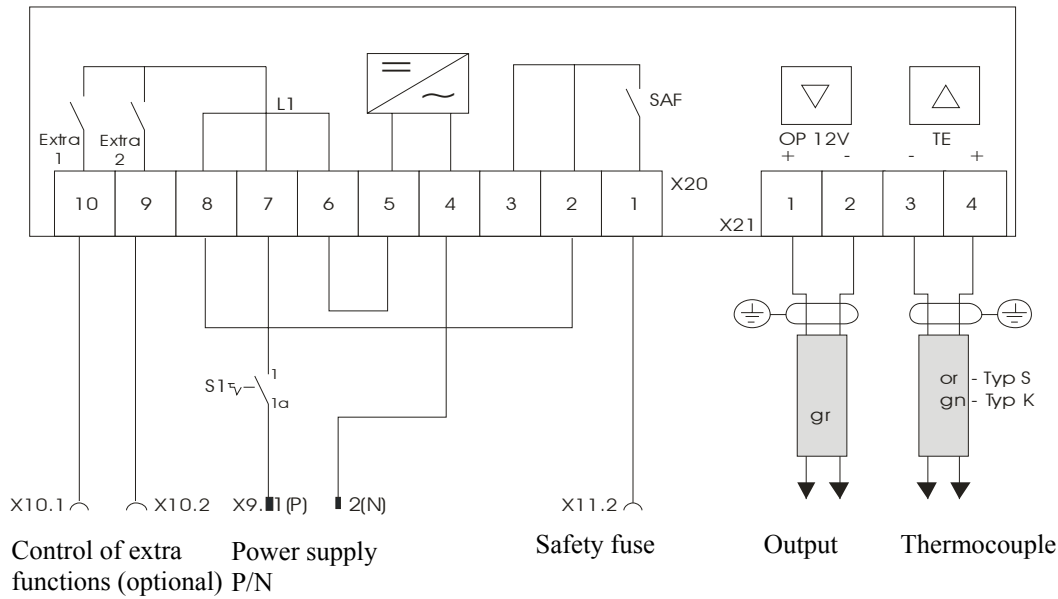 L1
SAF
Extra
1
Extra
2
OP 12V
+ -
TE
- +
10 9 8 7 6 5 4 3 2 1
X20
X21
1 2 3 4
S1
1
1a
gr
or - Typ S
gn - Typ K
X10.1
X10.2
X9.1(P)
2(N)
X11.2
Control of extra
functions (optional)
Power supply
P/N
Safety fuse
Output
Thermocouple